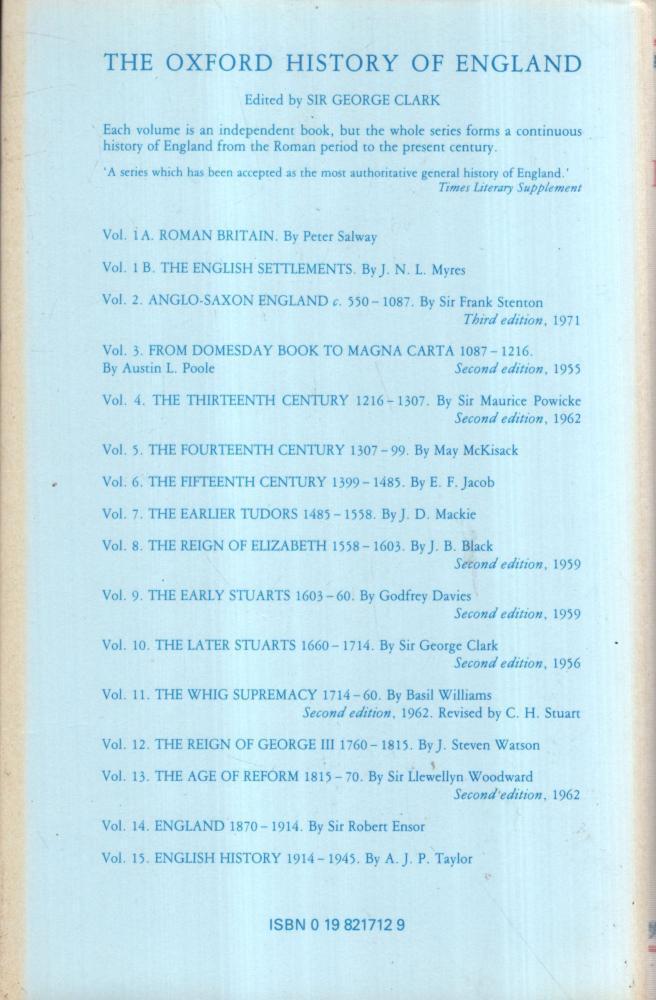 THE OXFORD HISTORY OF ENGLAND
Edited by SIR GEORGE CLARK
Each volume is an independent book, but the whole series forms a continuous
history of England from the Roman period to the present century.
'A series which has been accepted as the most authoritative general history of England.'
Times Literary Supplement
Vol. 1A. ROMAN BRITAIN. By Peter Salway
Vol. 1 B. THE ENGLISH SETTLEMENTS. By J. N. L. Myres
Vol. 2. ANGLO-SAXON ENGLAND c. 550–1087. By Sir Frank Stenton
Third edition, 1971
Vol. 3. FROM DOMESDAY BOOK TO MAGNA CARTA 1087–1216.
By Austin L. Poole Second edition, 1955
Vol. 4. THE THIRTEENTH CENTURY 1216–1307. By Sir Maurice Powicke
Second edition, 1962
Vol. 5. THE FOURTEENTH CENTURY 1307–99. By May McKisack
Vol. 6. THE FIFTEENTH CENTURY 1399–1485. By E. F. Jacob
Vol. 7. THE EARLIER TUDORS 1485–1558. By J. D. Mackie
Vol. 8. THE REIGN OF ELIZABETH 1558–1603. By J. B. Black
Second edition, 1959
Vol. 9. THE EARLY STUARTS 1603–60. By Godfrey Davies
Second edition, 1959
Vol. 10. THE LATER STUARTS 1660–1714. By Sir George Clark
Second edition, 1956
Vol. 11. THE WHIG SUPREMACY 1714–60. By Basil Williams
Second edition, 1962. Revised by C. H. Stuart
Vol. 12. THE REIGN OF GEORGE III 1760–1815. By J. Steven Watson
Vol. 13. THE AGE OF REFORM 1815–70. By Sir Llewellyn Woodward
Second edition, 1962
Vol. 14. ENGLAND 1870–1914. By Sir Robert Ensor
Vol. 15. ENGLISH HISTORY 1914–1945. By A. J. P. Taylor
ISBN 0 19 821712 9